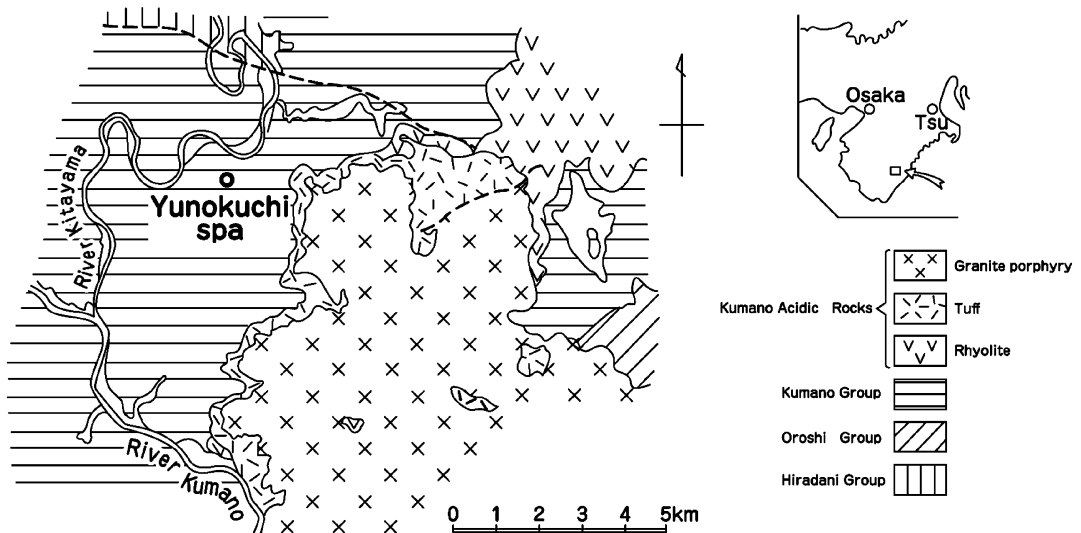 Yunokuchi
spa
River Kitayama
River Kumano
0 1 2 3 4 5km
Osaka
Tsu
Kumano Acidic Rocks
Granite porphyry
Tuff
Rhyolite
Kumano Group
Oroshi Group
Hiradani Group